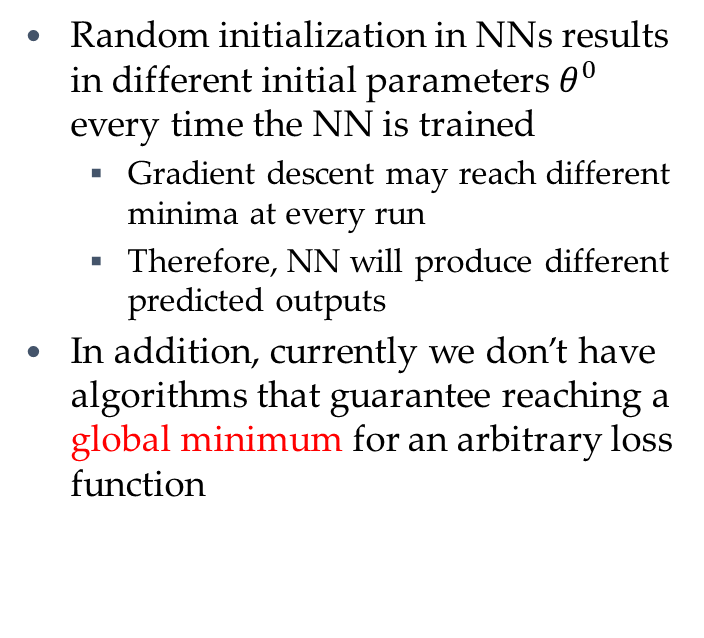 • Random initialization in NNs results
in different initial parameters 𝜃⁰
every time the NN is trained
▪ Gradient descent may reach different
minima at every run
▪ Therefore, NN will produce different
predicted outputs
• In addition, currently we don’t have
algorithms that guarantee reaching a
global minimum for an arbitrary loss
function